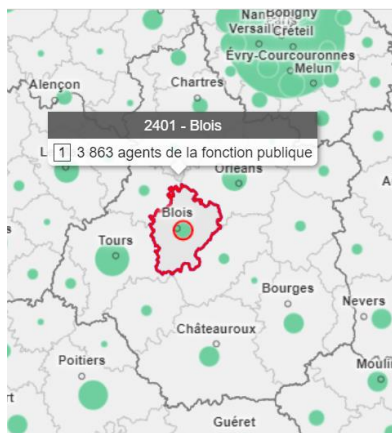 Nan Bobigny
Versail Créteil
Évry-Courcouronnes
Melun
Alençon
Chartres
2401 - Blois
1 3 863 agents de la fonction publique
Orléans
Blois
Tours
Bourges
Nevers
Châteauroux
Poitiers
Mouli
Guéret